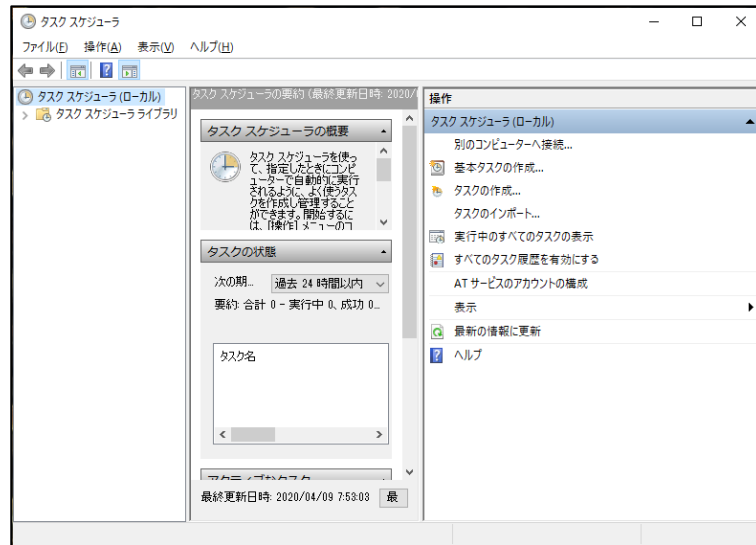 タスク スケジューラ
ファイル(F) 操作(A) 表示(V) ヘルプ(H)
タスク スケジューラ (ローカル)
タスク スケジューラ ライブラリ
タスク スケジューラの要約 (最終更新日時: 2020/
タスク スケジューラの概要
タスク スケジューラを使っ
て、指定したときにコンピ
ューターで自動的に実行
されるように、よく使うタス
クを作成し管理すること
ができます。開始するに
は、[操作] メニューのコ
タスクの状態
次の期...
過去 24 時間以内
要約: 合計 0 - 実行中 0、成功 0...
タスク名
アクティブなタスク
最終更新日時: 2020/04/09 7:53:03
最
操作
タスク スケジューラ (ローカル)
別のコンピューターへ接続...
基本タスクの作成...
タスクの作成...
タスクのインポート...
実行中のすべてのタスクの表示
すべてのタスク履歴を有効にする
AT サービスのアカウントの構成
表示
最新の情報に更新
ヘルプ